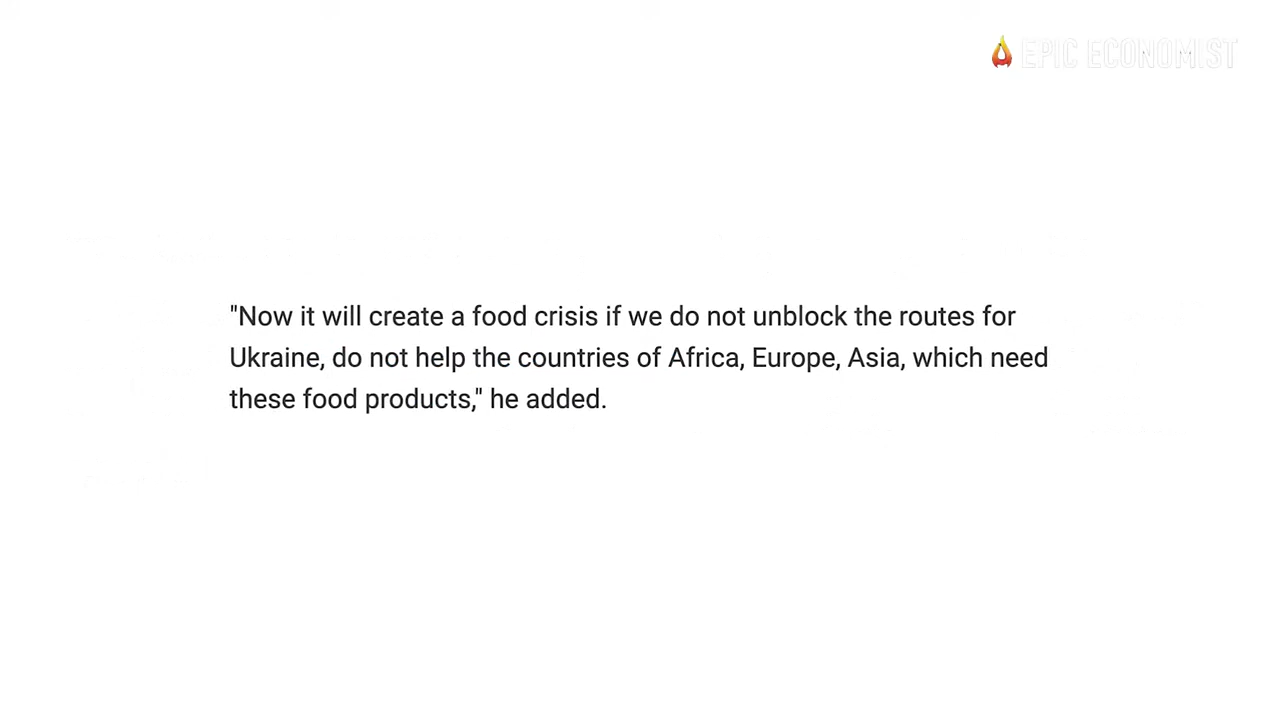 EPIC ECONOMIST
"Now it will create a food crisis if we do not unblock the routes for
Ukraine, do not help the countries of Africa, Europe, Asia, which need
these food products," he added.